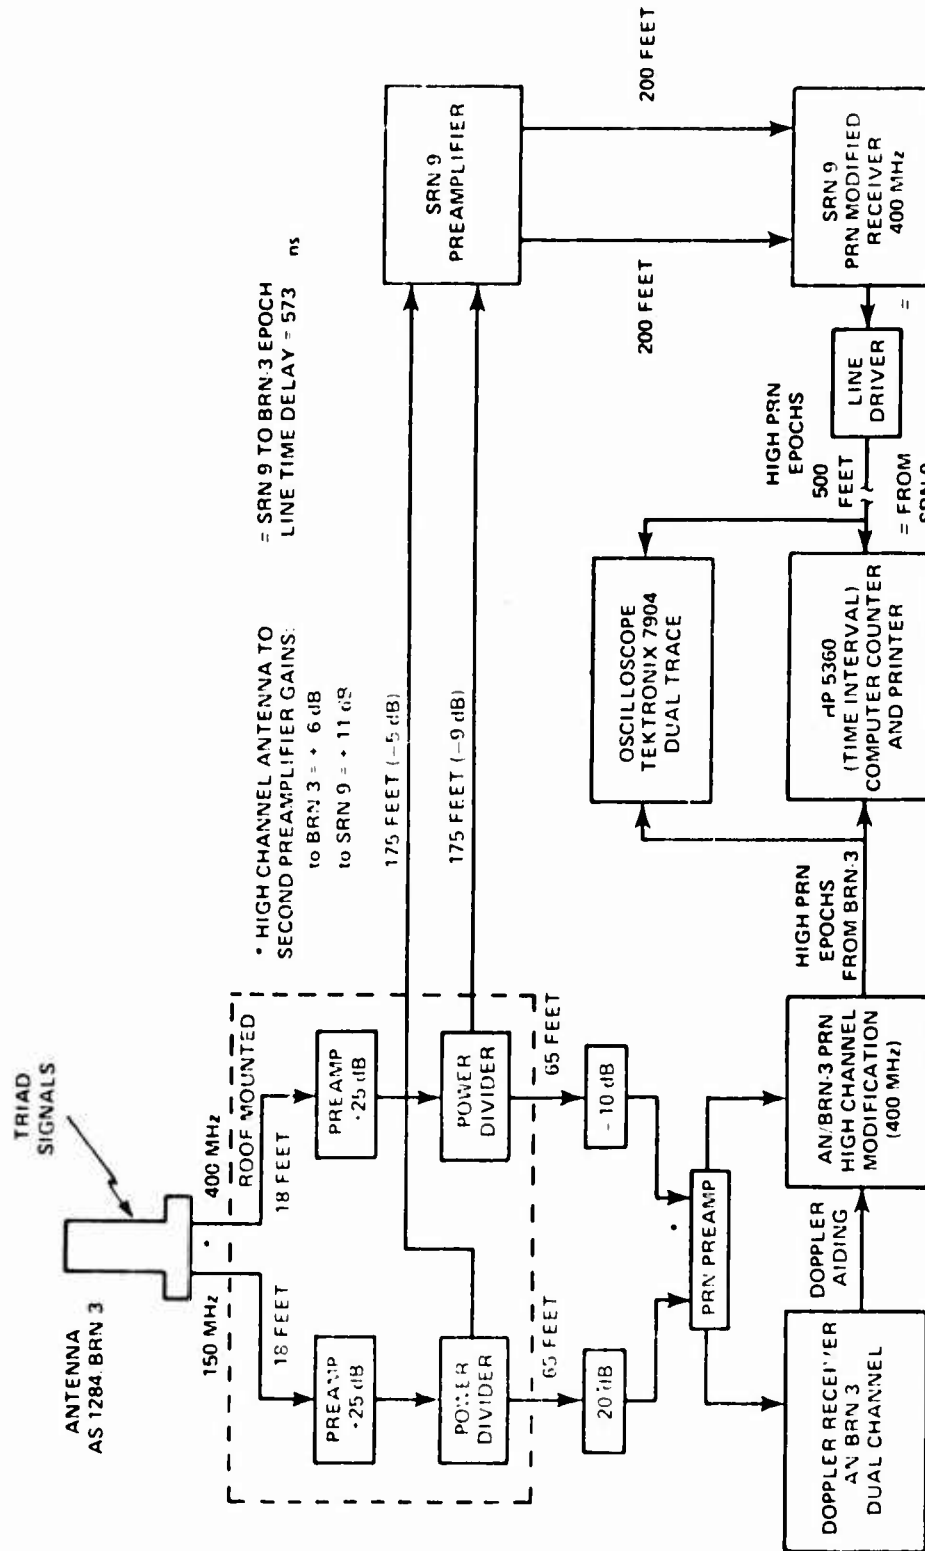 TRIAD
SIGNALS
ANTENNA
AS 1284. BRN 3
150 MHz
•
400 MHz
18 FEET
18 FEET
ROOF MOUNTED
PREAMP
+25 dB
PREAMP
+25 dB
POWER
DIVIDER
POWER
DIVIDER
65 FEET
65 FEET
20 dB
-10 dB
PRN PREAMP
•
DOPPLER RECEIVER
AN BRN 3
DUAL CHANNEL
DOPPLER
AIDING
AN/BRN-3 PRN
HIGH CHANNEL
MODIFICATION
(400 MHz)
* HIGH CHANNEL ANTENNA TO
SECOND PREAMPLIFIER GAINS:
to BRN 3 = + 6 dB
to SRN 9 = + 11 dB
= SRN 9 TO BRN-3 EPOCH
LINE TIME DELAY = 573 ns
175 FEET (-5 dB)
175 FEET (-9 dB)
SRN 9
PREAMPLIFIER
200 FEET
200 FEET
OSCILLOSCOPE
TEKTRONIX 7904
DUAL TRACE
HIGH PRN
EPOCHS
FROM BRN-3
HP 5360
(TIME INTERVAL)
COMPUTER COUNTER
AND PRINTER
HIGH PRN
EPOCHS
500
FEET
= FROM
SRN 9
LINE
DRIVER
=
SRN 9
PRN MODIFIED
RECEIVER
400 MHz